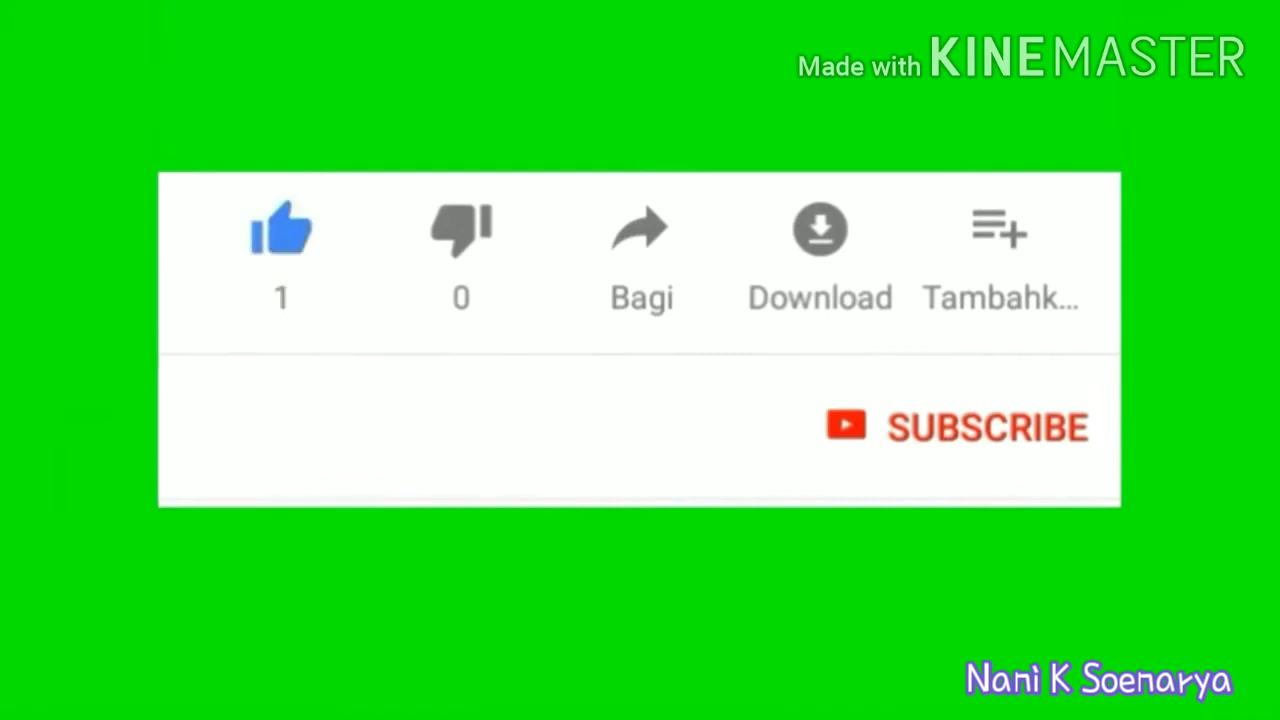 Made with KINEMASTER
1 0 Bagi Download Tambahk...
SUBSCRIBE
Nani K Soenarya